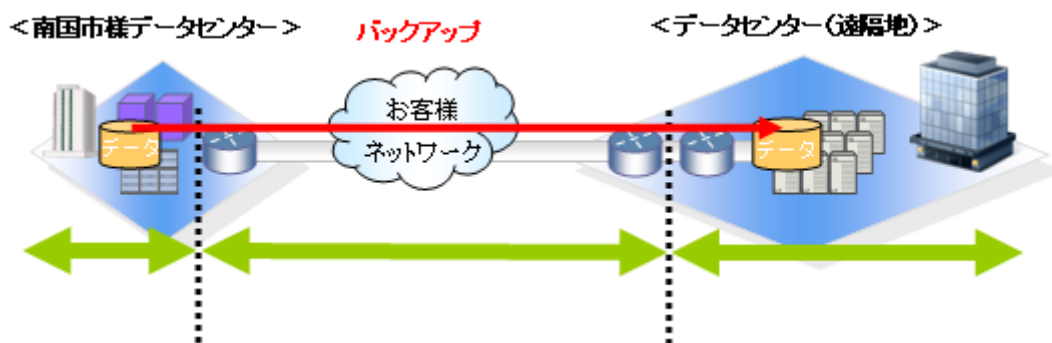 ＜南国市様データセンター＞
バックアップ
＜データセンター（遠隔地）＞
お客様
ネットワーク
データ
データ